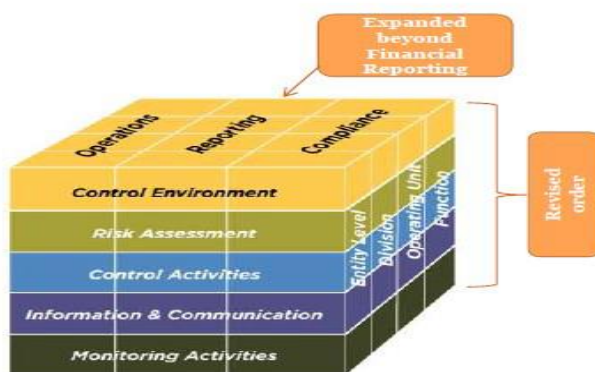 Expanded
beyond
Financial
Reporting
Operations
Reporting
Compliance
Control Environment
Risk Assessment
Control Activities
Information & Communication
Monitoring Activities
Entity Level
Division
Operating Unit
Function
Revised
order